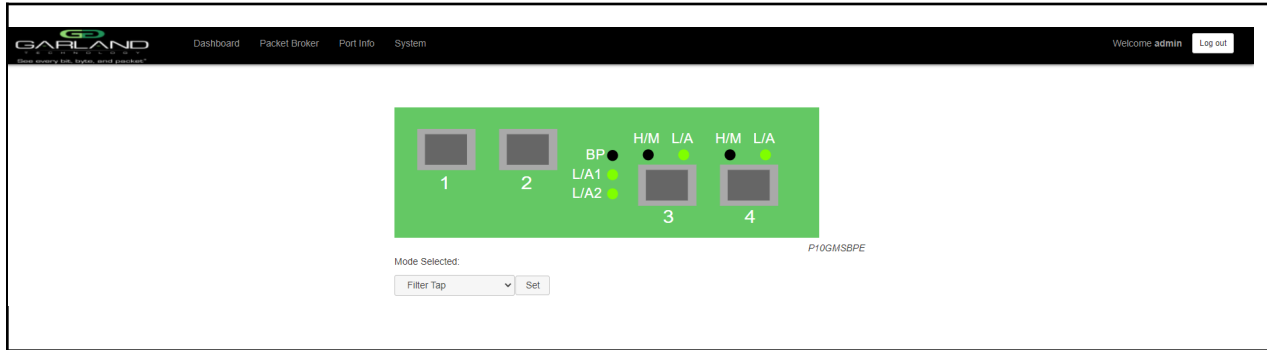 GARLAND
TECHNOLOGY
See every bit, byte, and packet.®
Dashboard Packet Broker Port Info System Welcome admin Log out
H/M L/A H/M L/A
BP
L/A1
L/A2
1 2
3 4
P10GMSBPE
Mode Selected:
Filter Tap Set